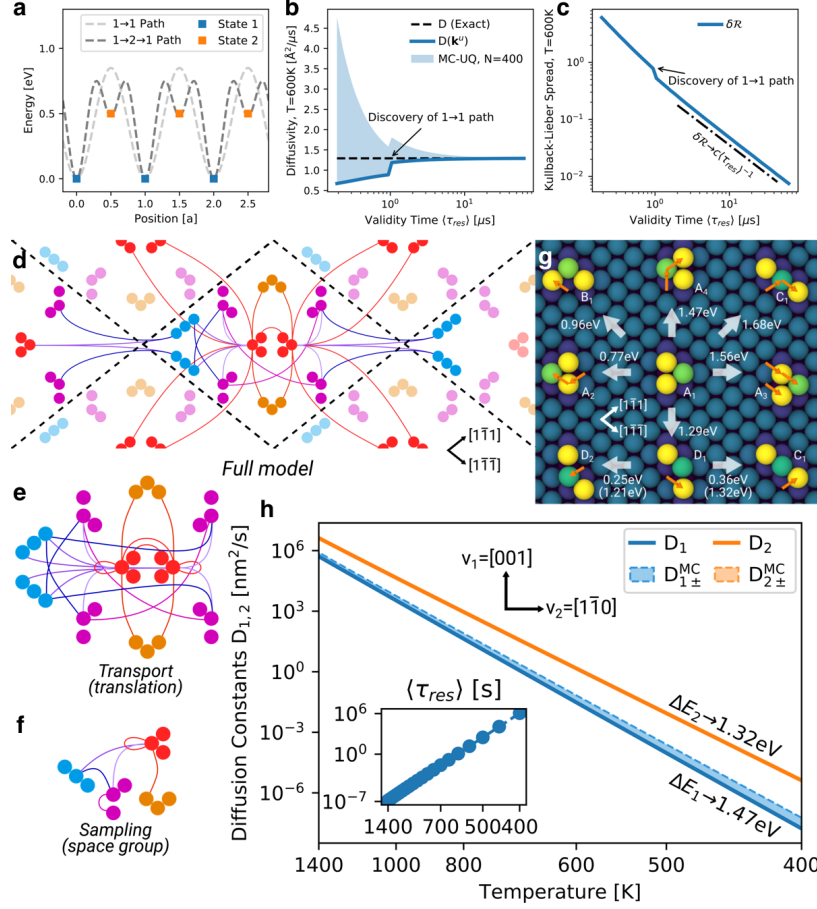 a
1→1 Path
1→2→1 Path
State 1
State 2
1.0
0.5
0.0
Energy [eV]
0.0 0.5 1.0 1.5 2.0 2.5
Position [a]
b
D (Exact)
D(kᵘ)
MC-UQ, N=400
Discovery of 1→1 path
4.5
4.0
3.5
3.0
2.5
2.0
1.5
1.0
0.5
Diffusivity, T=600K [Å²/μs]
10⁰ 10¹
Validity Time ⟨τres⟩ [μs]
c
δℛ
Discovery of 1→1 path
δℛ→c⟨τres⟩⁻¹
10⁰
10⁻¹
10⁻²
Kullback-Lieber Spread, T=600K
10⁰ 10¹
Validity Time ⟨τres⟩ [μs]
d
[11̄1]
[11̄1̄]
Full model
e
Transport
(translation)
f
Sampling
(space group)
g
B₁
A₄
C₁
0.96eV
1.47eV
1.68eV
0.77eV
1.56eV
A₂
A₁
A₃
[11̄1]
[11̄1̄]
1.29eV
D₂
D₁
C₁
0.25eV
(1.21eV)
0.36eV
(1.32eV)
h
D₁
D₂
D₁±ᴹᶜ
D₂±ᴹᶜ
v₁=[001]
v₂=[11̄0]
ΔE₂→1.32eV
ΔE₁→1.47eV
⟨τres⟩ [s]
10⁶
10⁰
10⁻⁷
1400 700 500 400
10⁶
10³
10⁰
10⁻³
10⁻⁶
Diffusion Constants D₁,₂ [nm²/s]
1400 1000 800 600 500 400
Temperature [K]